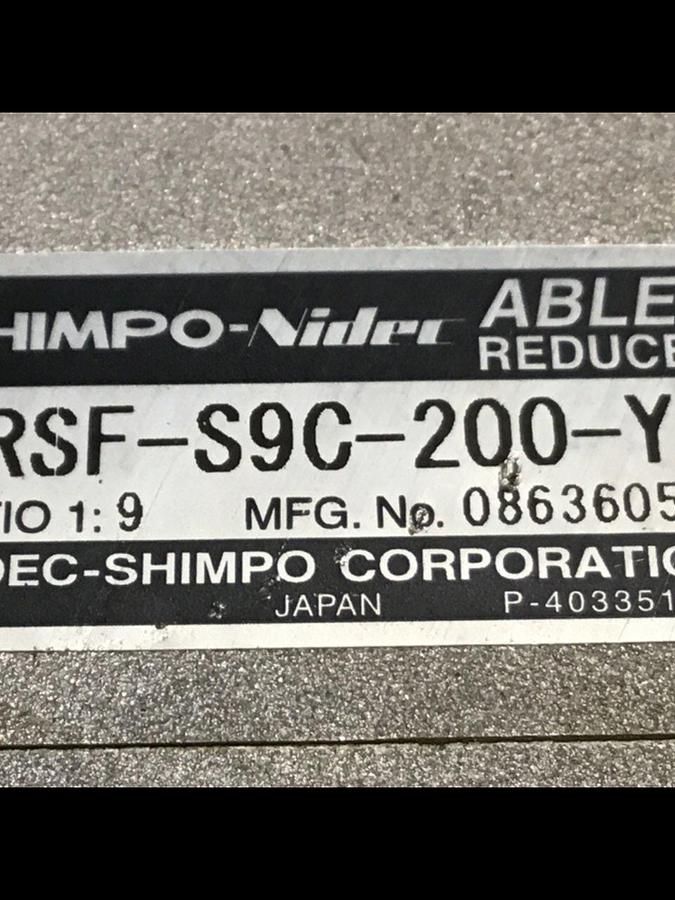 HIMPO-Nidec ABLE
REDUCE
RSF-S9C-200-Y
TIO 1: 9 MFG. No. 0863605
DEC-SHIMPO CORPORATIO
JAPAN P-403351